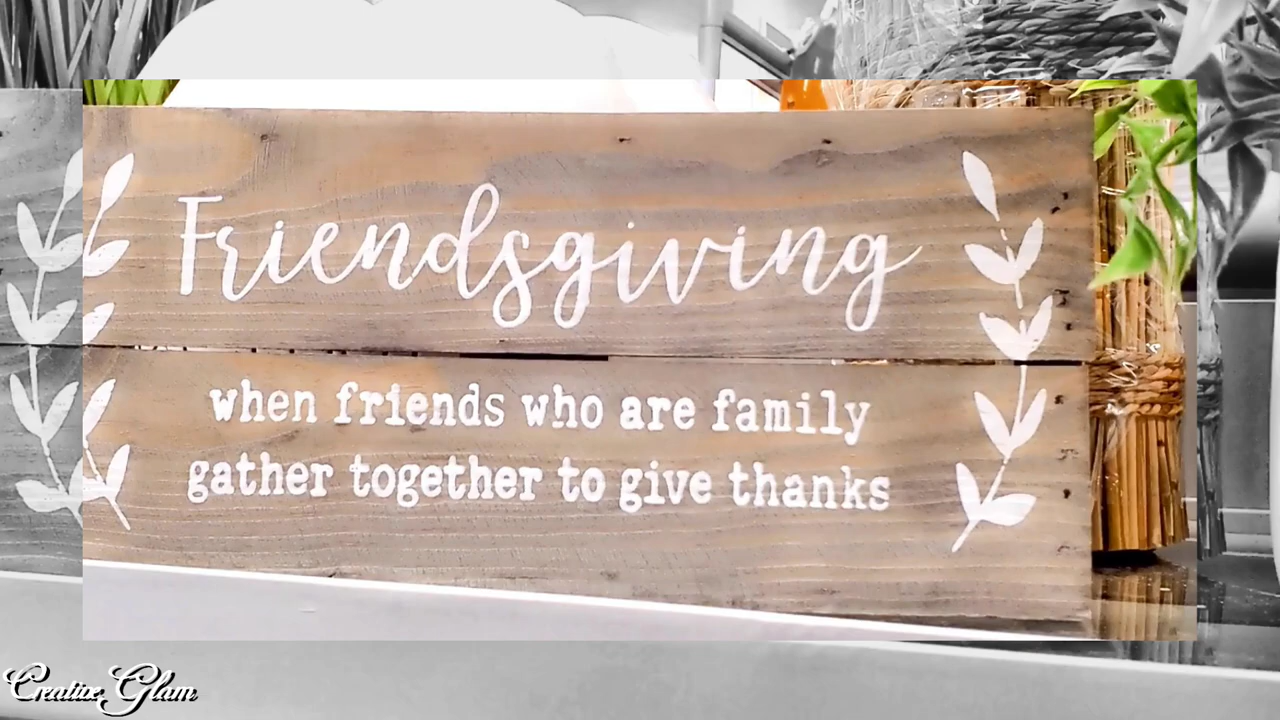 Friendsgiving
when friends who are family
gather together to give thanks
Creative Glam